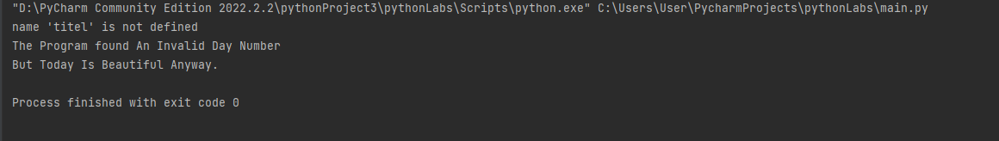 "D:\PyCharm Community Edition 2022.2.2\pythonProject3\pythonLabs\Scripts\python.exe" C:\Users\User\PycharmProjects\pythonLabs\main.py
name 'titel' is not defined
The Program found An Invalid Day Number
But Today Is Beautiful Anyway.
Process finished with exit code 0